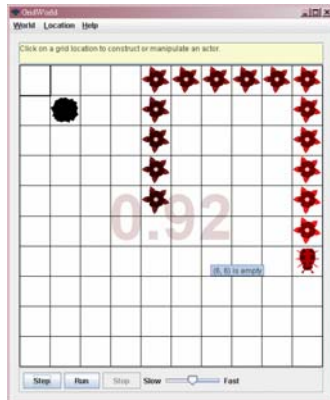 GridWorld
World Location Help
Click on a grid location to construct or manipulate an actor.
0.92
(6, 6) is empty
Step Run Stop Slow Fast